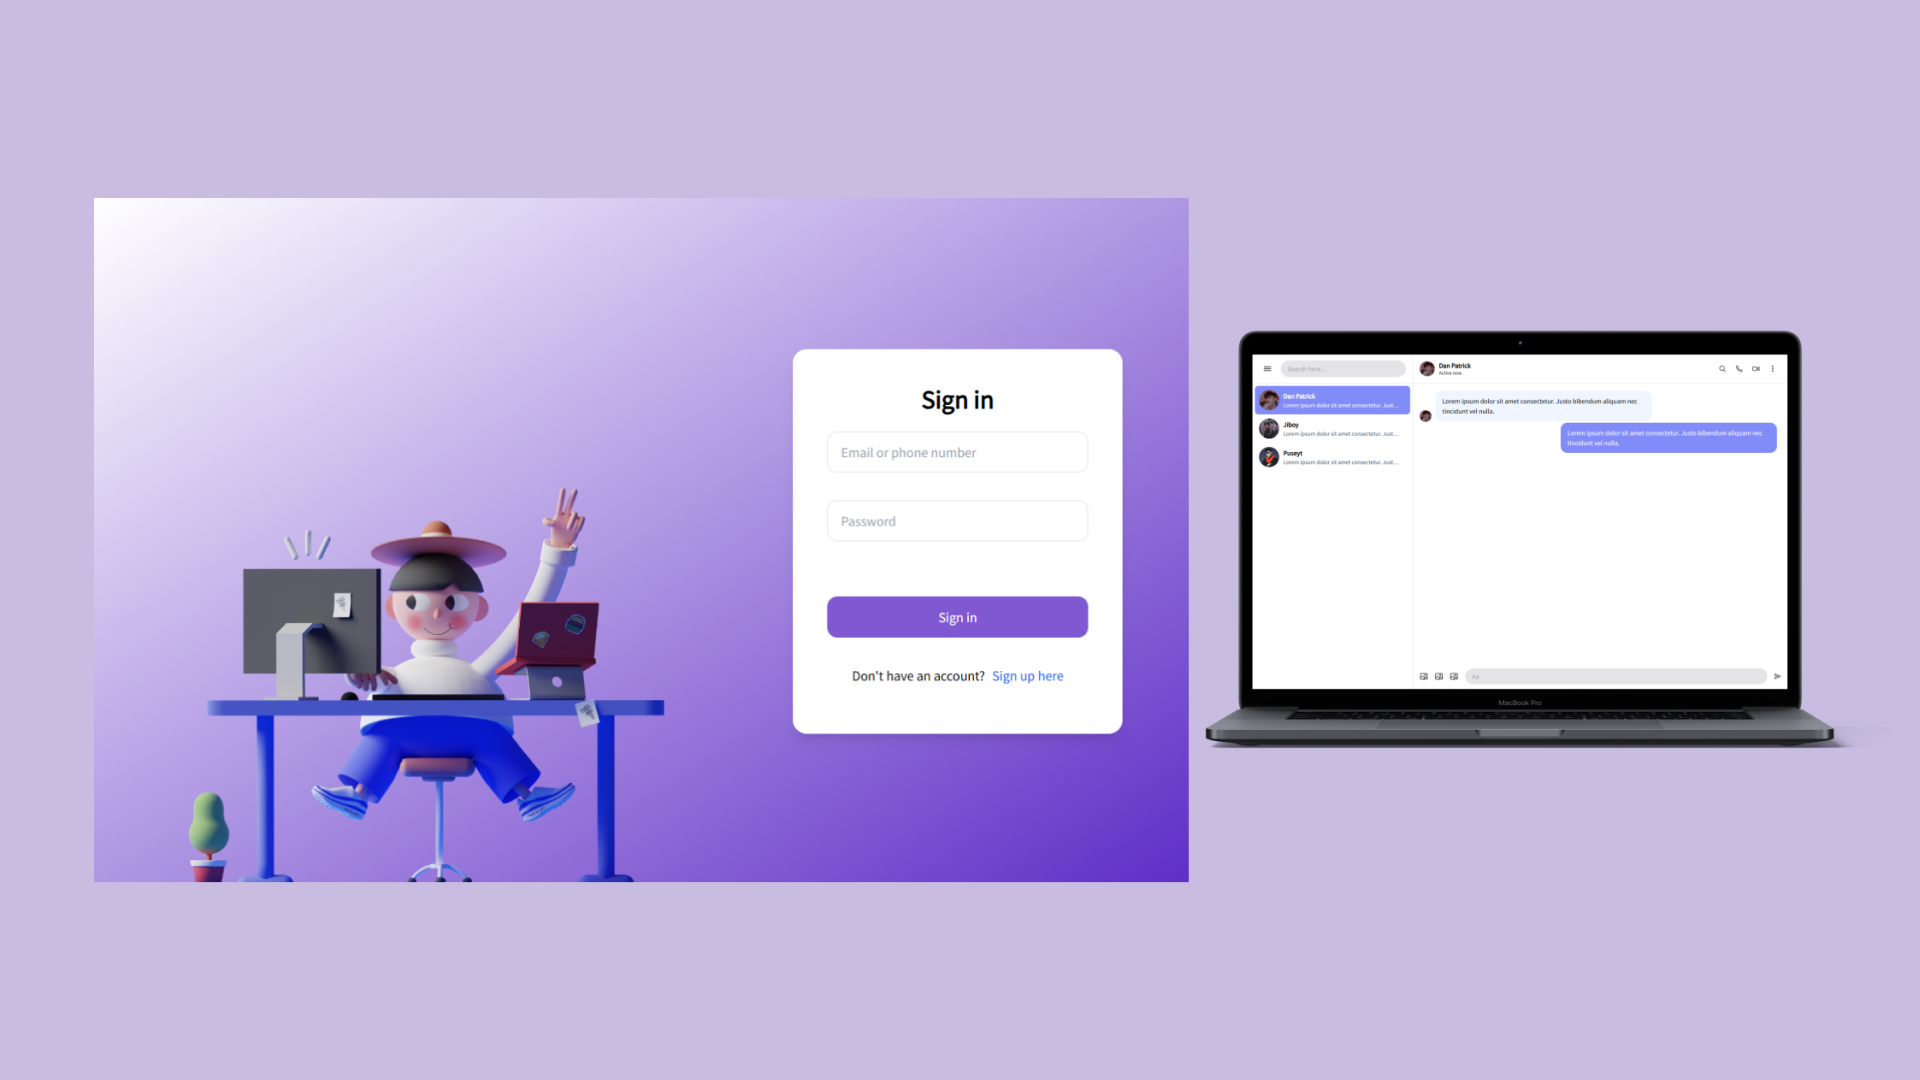 Sign in
Email or phone number
Password
Sign in
Don't have an account? Sign up here
Search here...
Dan Patrick
Lorem ipsum dolor sit amet consectetur. Just...
Jiboy
Lorem ipsum dolor sit amet consectetur. Just...
Puseyt
Lorem ipsum dolor sit amet consectetur. Just...
Dan Patrick
Active now
Lorem ipsum dolor sit amet consectetur. Justo bibendum aliquam nec
tincidunt vel nulla.
Lorem ipsum dolor sit amet consectetur. Justo bibendum aliquam nec
tincidunt vel nulla.
Aa
MacBook Pro